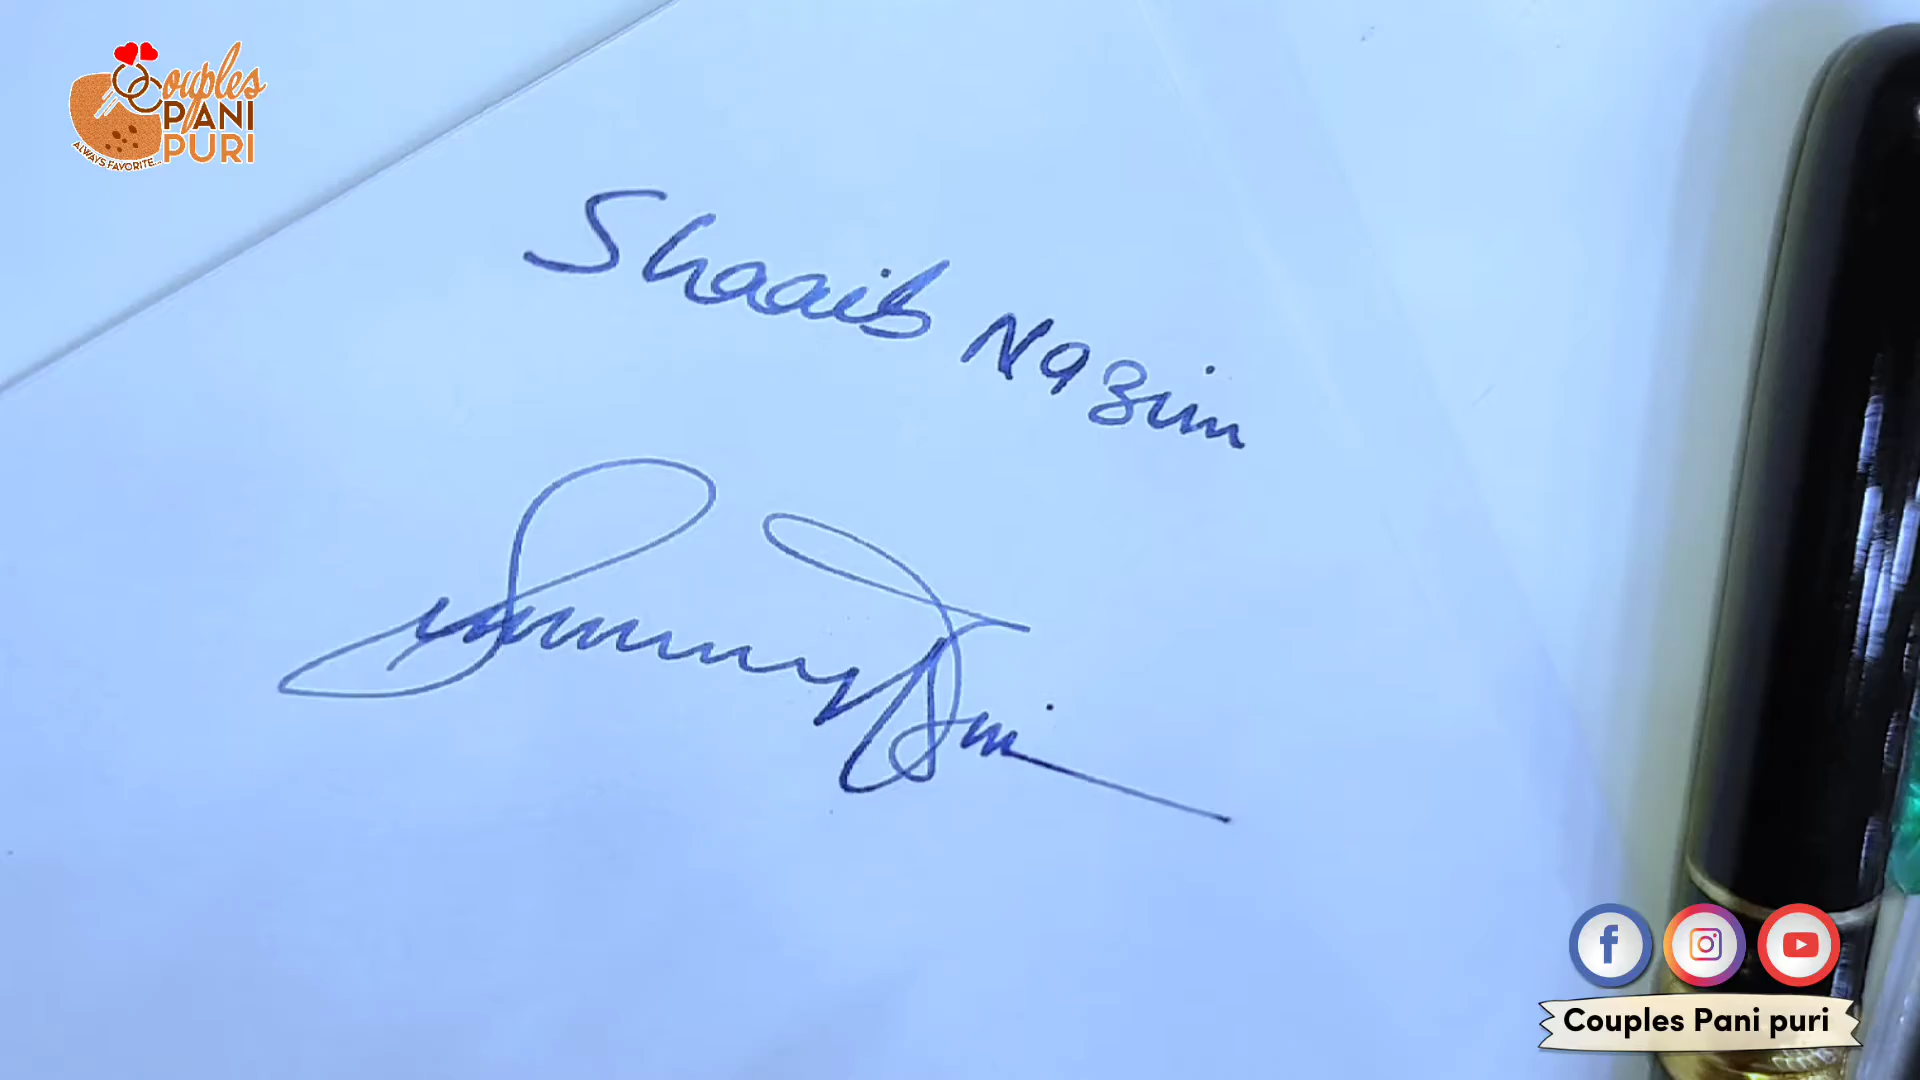 Couples
PANI
PURI
ALWAYS FAVORITE...
Shaaib Nazim
Couples Pani puri